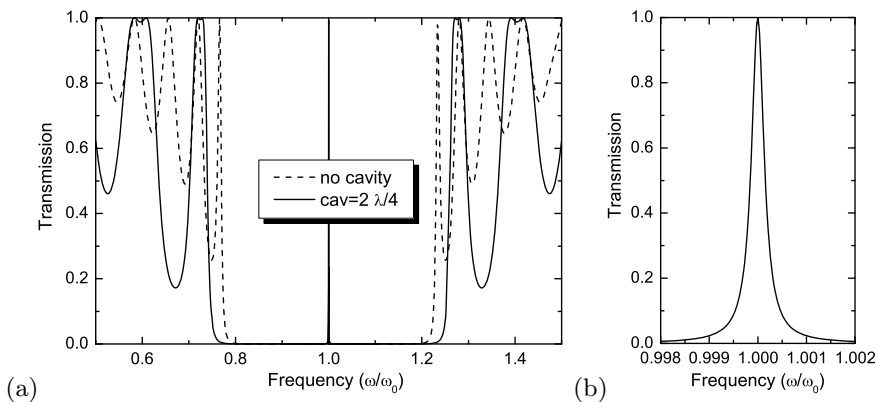 1.0
0.8
0.6
0.4
0.2
0.0
Transmission
no cavity
cav=2 λ/4
0.6 0.8 1.0 1.2 1.4
Frequency (ω/ω₀)
(a)
1.0
0.8
0.6
0.4
0.2
0.0
Transmission
0.998 0.999 1.000 1.001 1.002
Frequency (ω/ω₀)
(b)